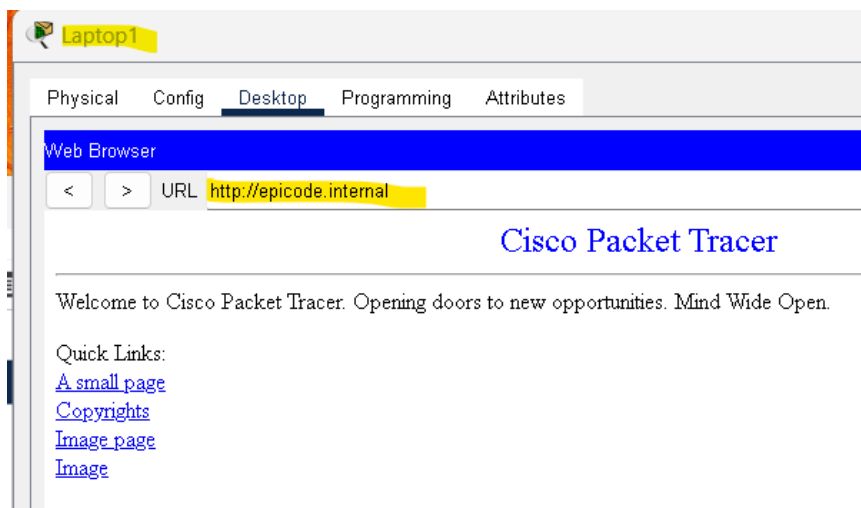 Laptop1
Physical Config Desktop Programming Attributes
Web Browser
< > URL http://epicode.internal
Cisco Packet Tracer
Welcome to Cisco Packet Tracer. Opening doors to new opportunities. Mind Wide Open.
Quick Links:
A small page
Copyrights
Image page
Image